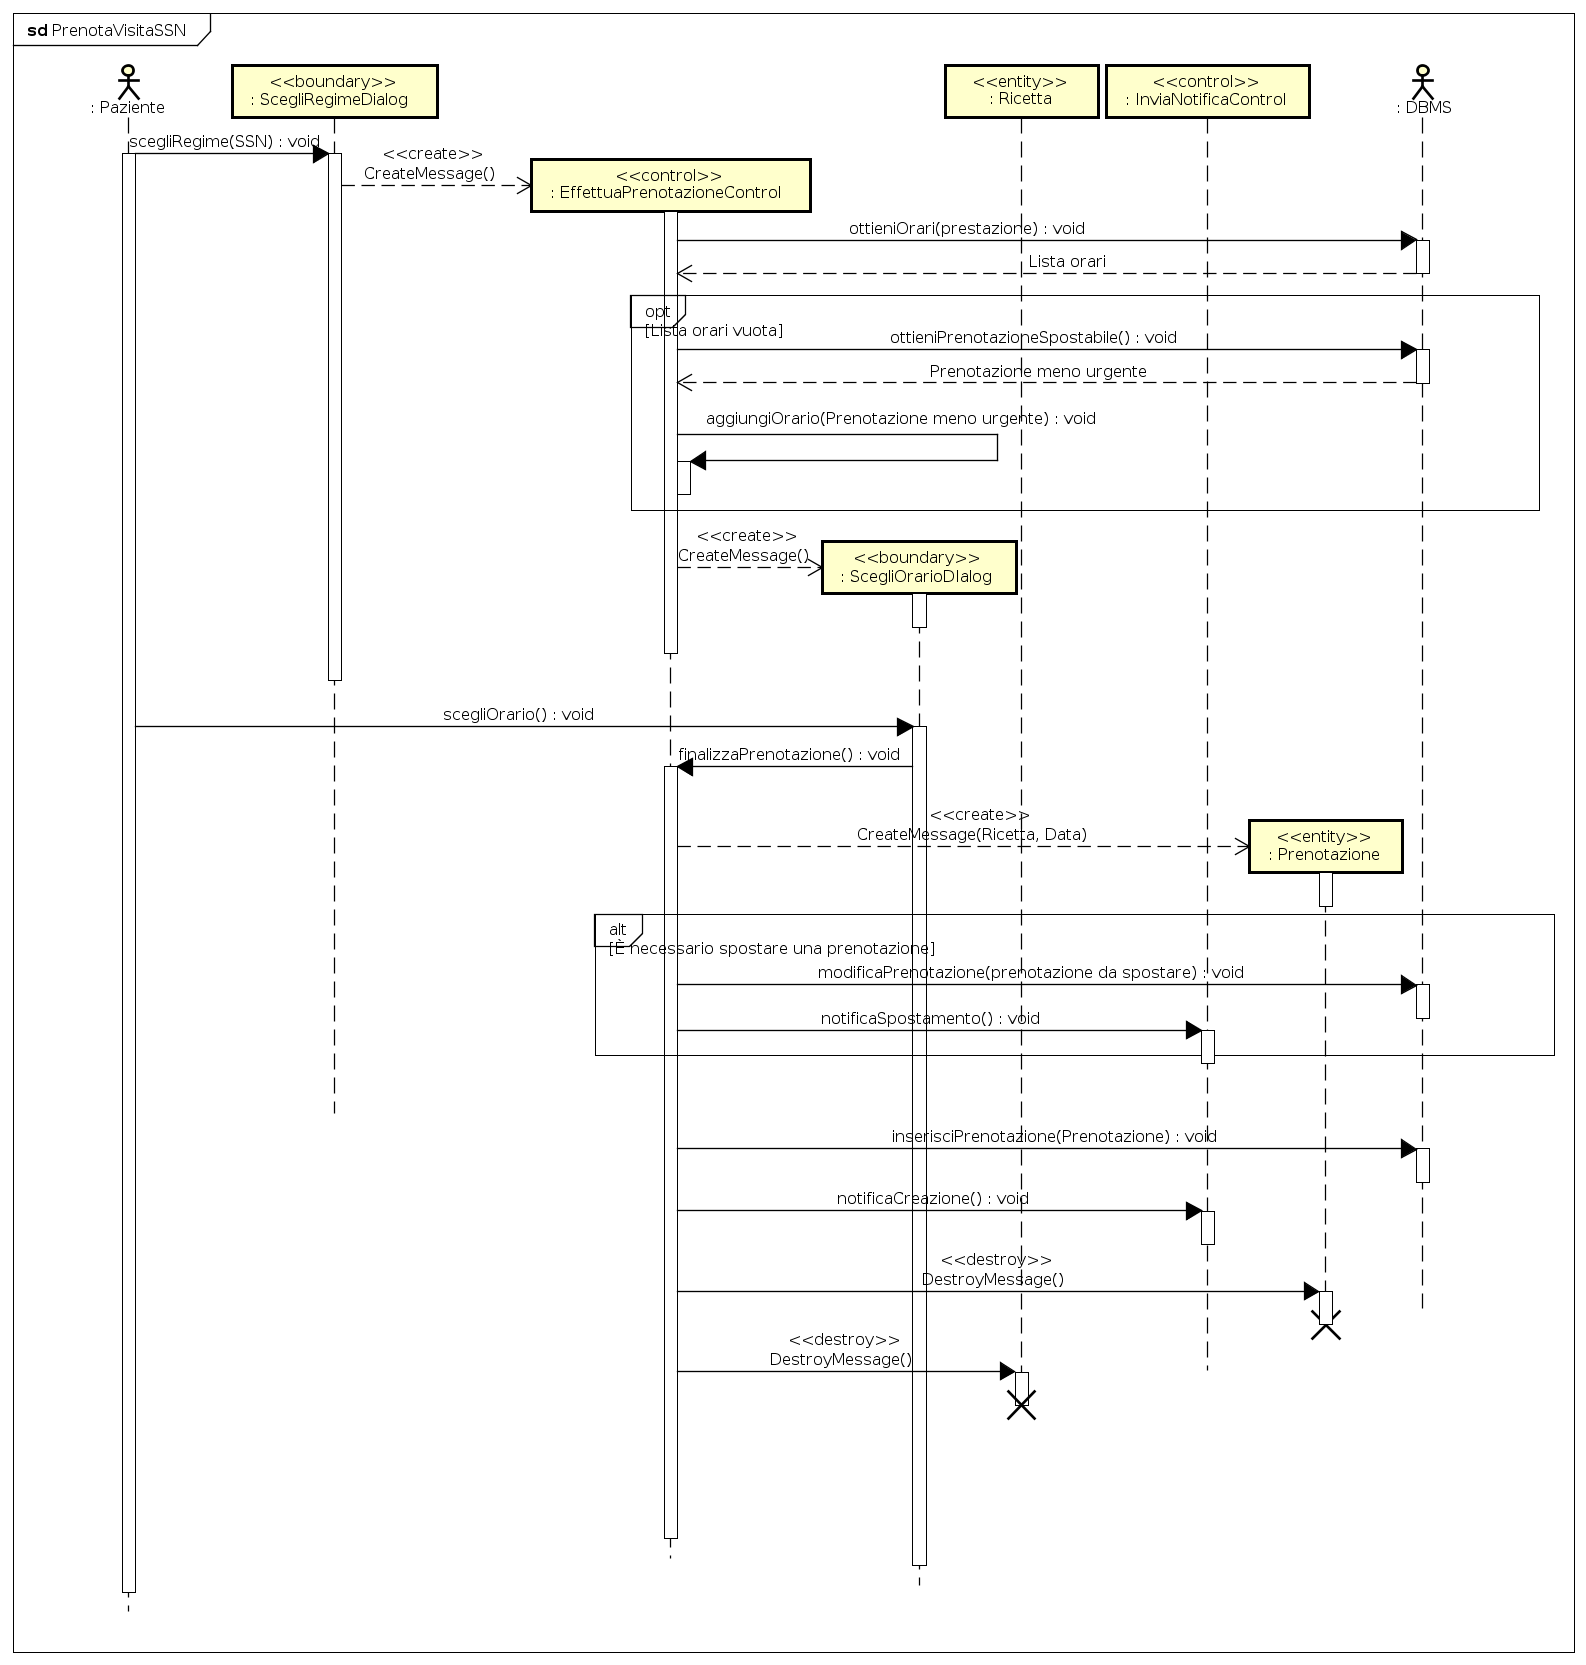 sd PrenotaVisitaSSN
: Paziente
<<boundary>>
: ScegliRegimeDialog
<<entity>>
: Ricetta
<<control>>
: InviaNotificaControl
: DBMS
scegliRegime(SSN) : void
<<create>>
CreateMessage()
<<control>>
: EffettuaPrenotazioneControl
ottieniOrari(prestazione) : void
Lista orari
opt
[Lista orari vuota]
ottieniPrenotazioneSpostabile() : void
Prenotazione meno urgente
aggiungiOrario(Prenotazione meno urgente) : void
<<create>>
CreateMessage()
<<boundary>>
: ScegliOrarioDIalog
scegliOrario() : void
finalizzaPrenotazione() : void
<<create>>
CreateMessage(Ricetta, Data)
<<entity>>
: Prenotazione
alt
[È necessario spostare una prenotazione]
modificaPrenotazione(prenotazione da spostare) : void
notificaSpostamento() : void
inserisciPrenotazione(Prenotazione) : void
notificaCreazione() : void
<<destroy>>
DestroyMessage()
<<destroy>>
DestroyMessage()